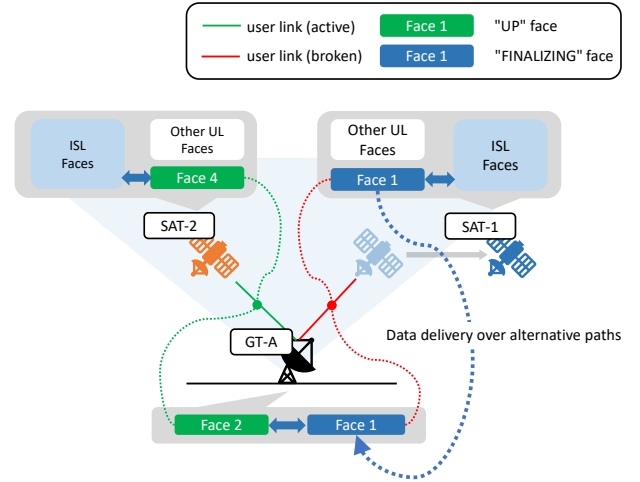 user link (active) Face 1 "UP" face
user link (broken) Face 1 "FINALIZING" face
ISL
Faces
Other UL
Faces
Face 4
Other UL
Faces
Face 1
ISL
Faces
SAT-2
SAT-1
GT-A
Data delivery over alternative paths
Face 2
Face 1